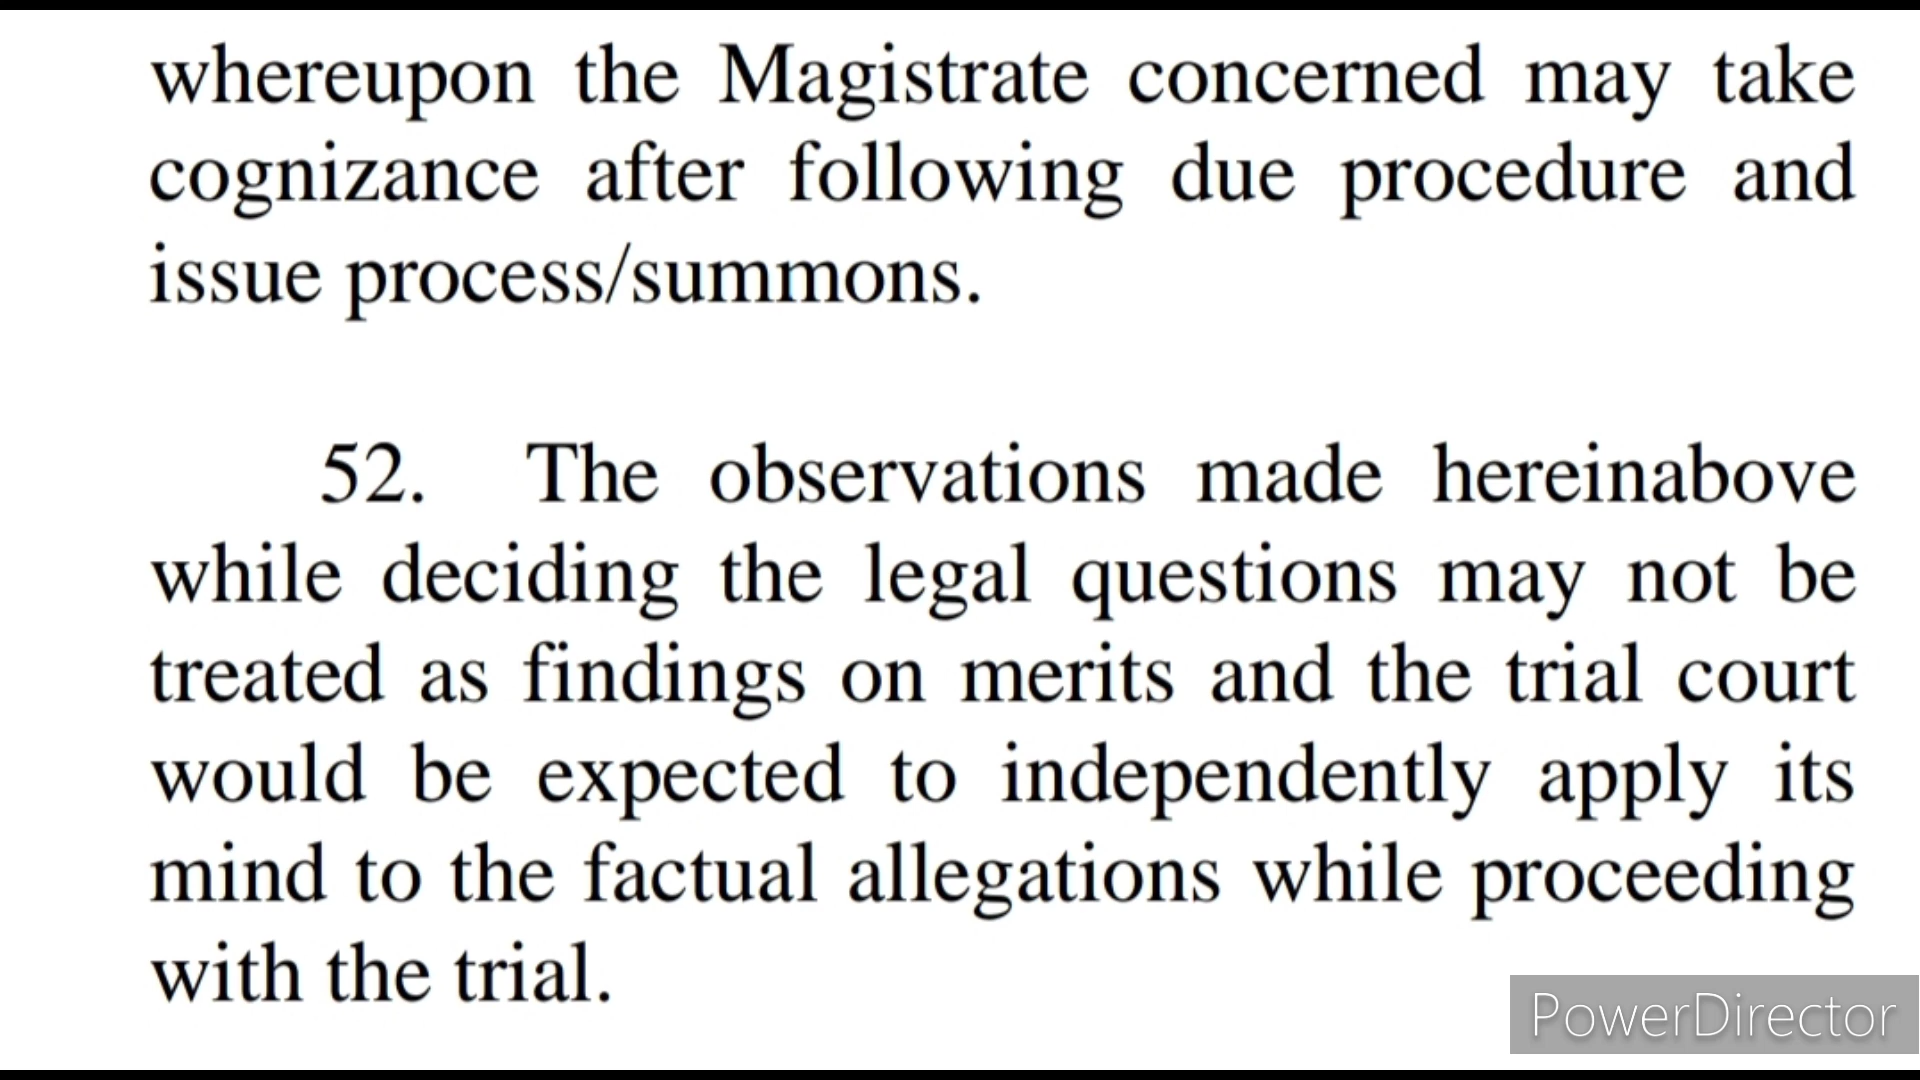 whereupon the Magistrate concerned may take
cognizance after following due procedure and
issue process/summons.
52. The observations made hereinabove
while deciding the legal questions may not be
treated as findings on merits and the trial court
would be expected to independently apply its
mind to the factual allegations while proceeding
with the trial.
PowerDirector